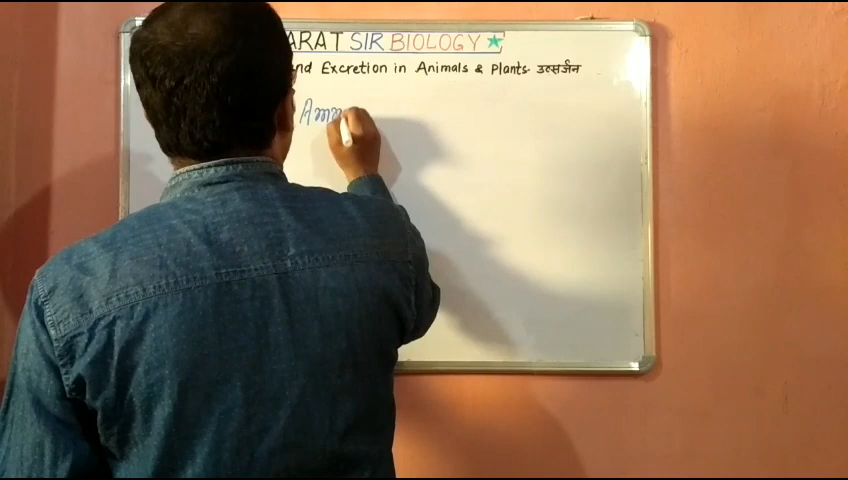 ARAT SIR BIOLOGY
nd Excretion in Animals & Plants. उत्सर्जन
Amm